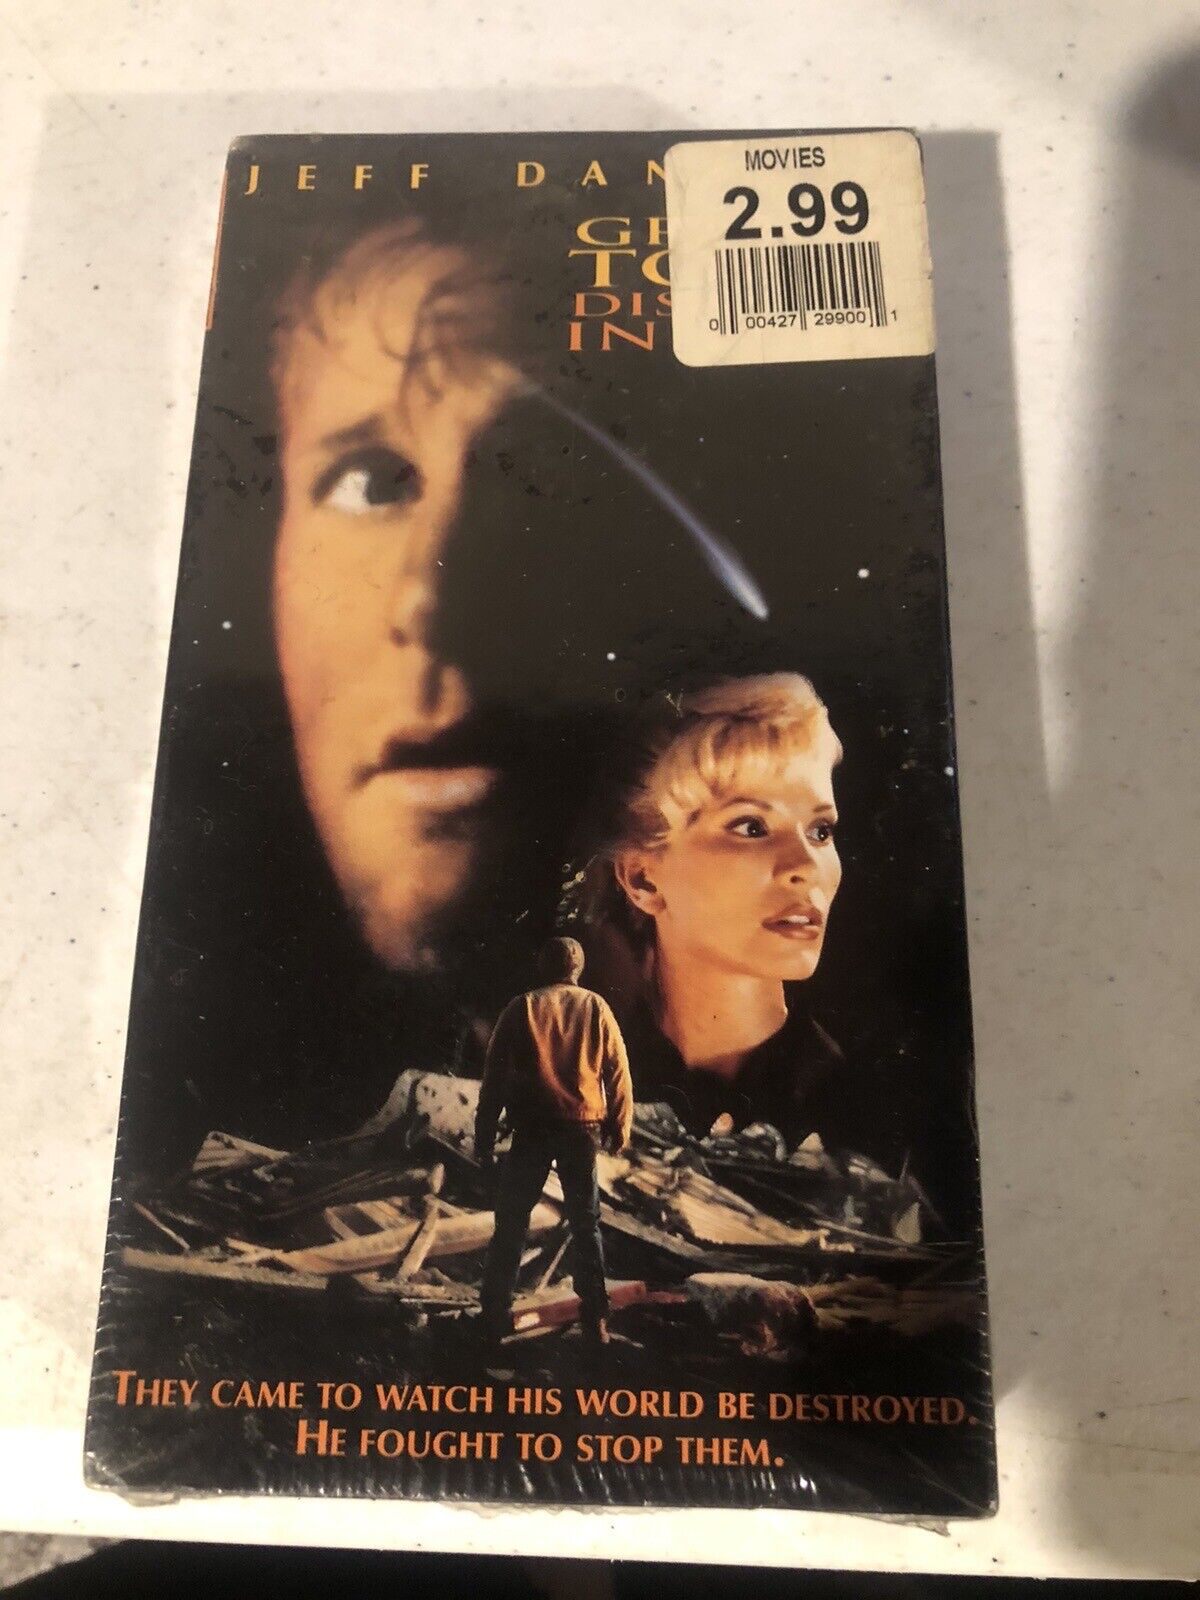 JEFF DAN
MOVIES
2.99
0 00427 29900 1
GR
TO
DIS
IN
THEY CAME TO WATCH HIS WORLD BE DESTROYED.
HE FOUGHT TO STOP THEM.